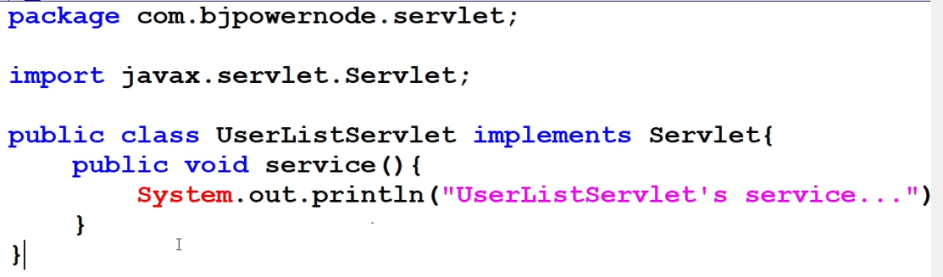 package com.bjpowernode.servlet;
import javax.servlet.Servlet;
public class UserListServlet implements Servlet{
public void service(){
System.out.println("UserListServlet's service...")
}
}